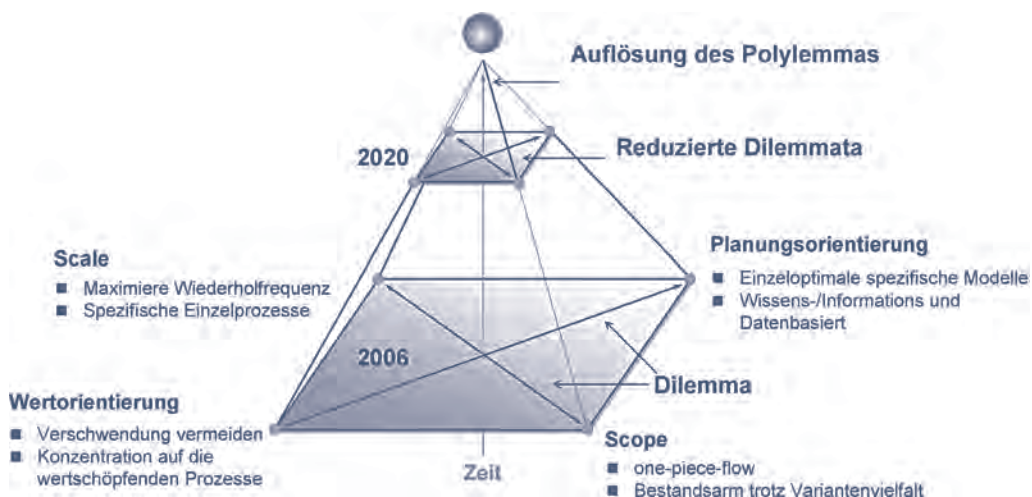 Auflösung des Polylemmas
2020
Reduzierte Dilemmata
Scale
Maximiere Wiederholfrequenz
Spezifische Einzelprozesse
Planungsorientierung
Einzeloptimale spezifische Modelle
Wissens-/Informations und
Datenbasiert
2006
Dilemma
Wertorientierung
Verschwendung vermeiden
Konzentration auf die
wertschöpfenden Prozesse
Zeit
Scope
one-piece-flow
Bestandsarm trotz Variantenvielfalt